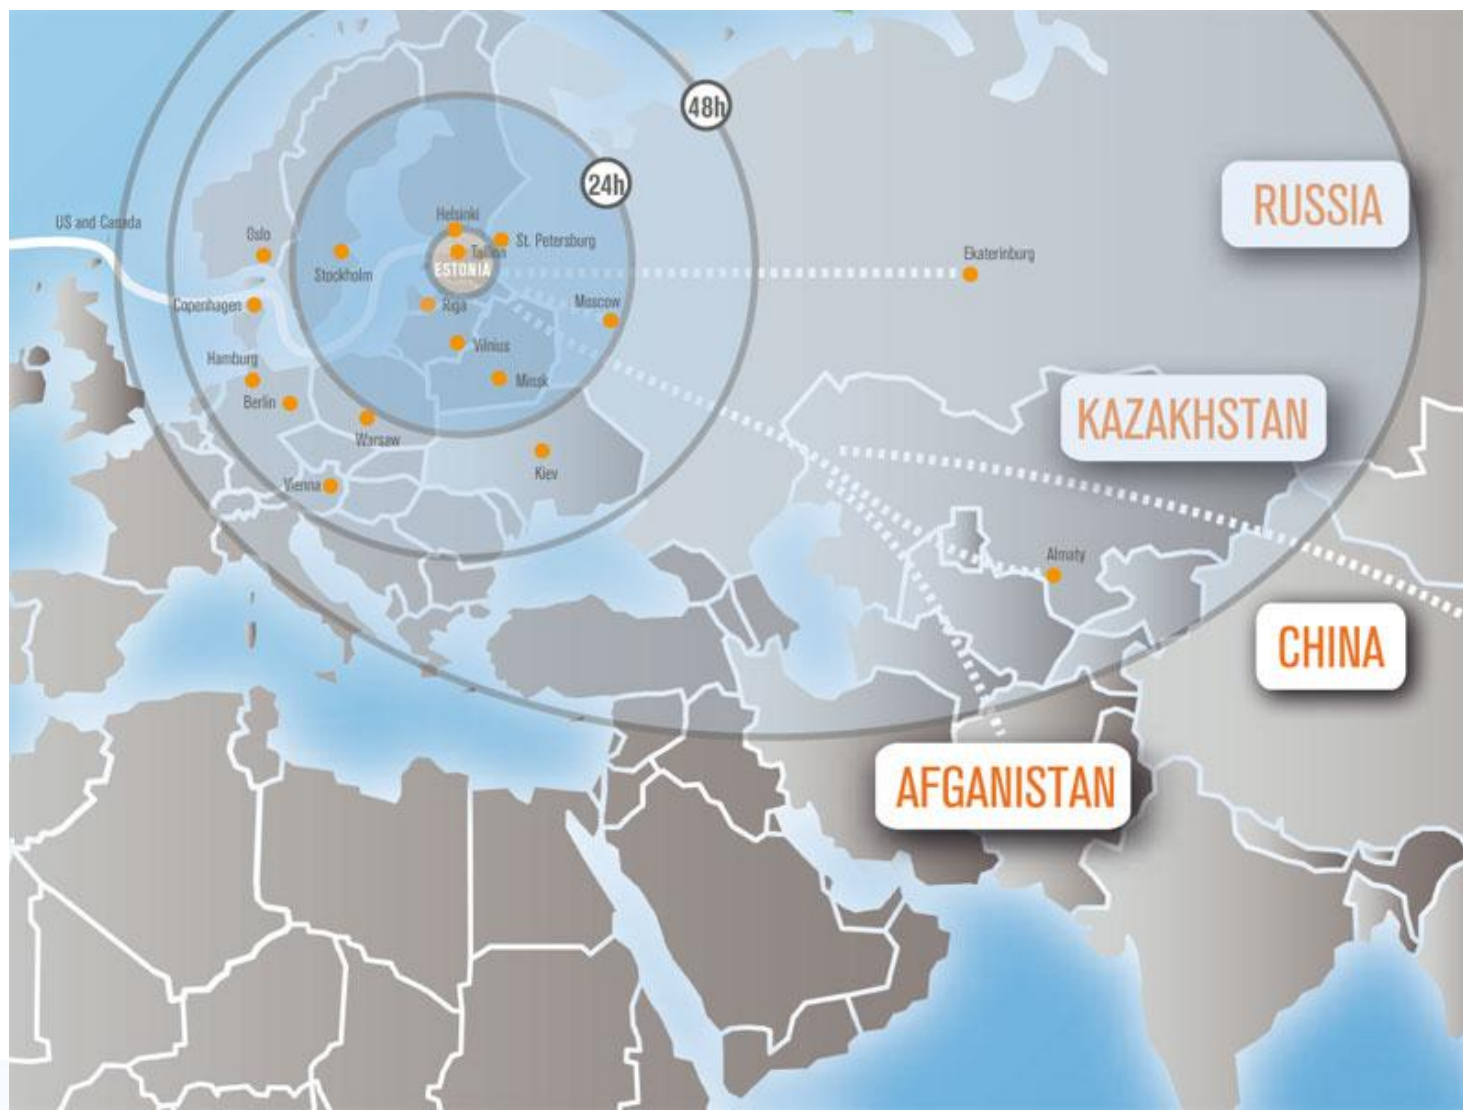 48h
24h
RUSSIA
US and Canada
Oslo
Helsinki
St. Petersburg
Tallinn
Stockholm
ESTONIA
Ekaterinburg
Copenhagen
Riga
Moscow
Vilnius
Hamburg
Minsk
Berlin
KAZAKHSTAN
Warsaw
Kiev
Vienna
Almaty
CHINA
AFGANISTAN